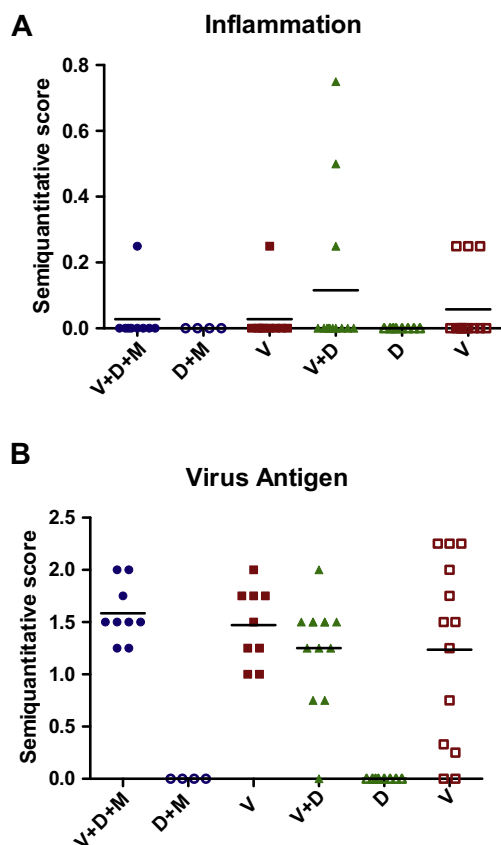 A
Inflammation
Semiquantitative score
0.8
0.6
0.4
0.2
0.0
V+D+M
D+M
V
V+D
D
V
B
Virus Antigen
Semiquantitative score
2.5
2.0
1.5
1.0
0.5
0.0
V+D+M
D+M
V
V+D
D
V